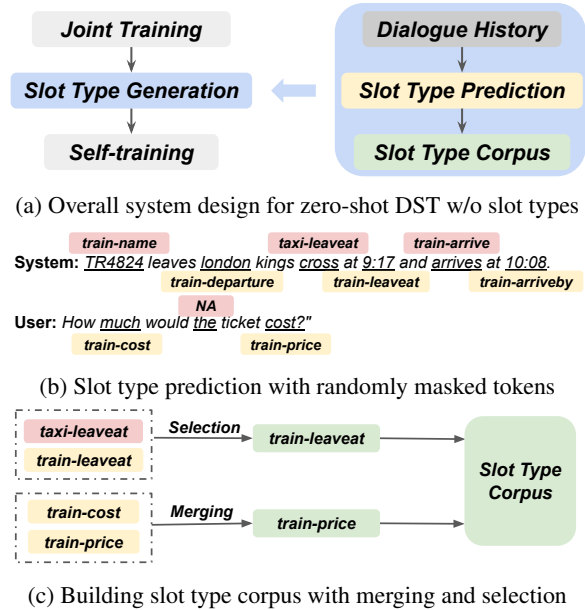 Joint Training
Dialogue History
Slot Type Generation
Slot Type Prediction
Self-training
Slot Type Corpus
(a) Overall system design for zero-shot DST w/o slot types
train-name taxi-leaveat train-arrive
System: TR4824 leaves london kings cross at 9:17 and arrives at 10:08.
train-departure train-leaveat train-arriveby
NA
User: How much would the ticket cost?"
train-cost train-price
(b) Slot type prediction with randomly masked tokens
taxi-leaveat
train-leaveat
Selection
train-leaveat
train-cost
train-price
Merging
train-price
Slot Type
Corpus
(c) Building slot type corpus with merging and selection